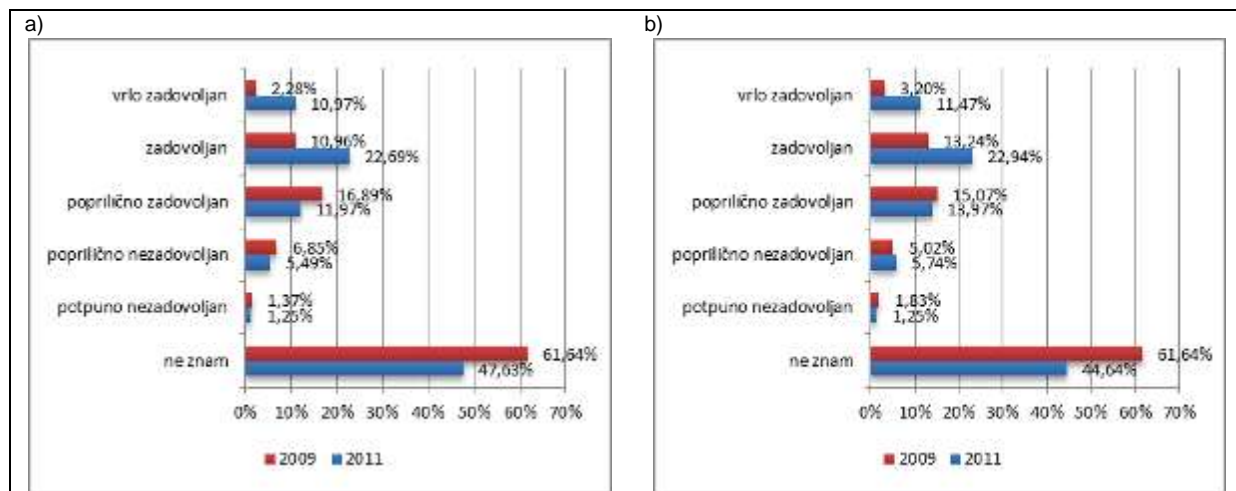 a)
vrlo zadovoljan
2,28%
10,97%
zadovoljan
10,96%
22,69%
poprilično zadovoljan
16,89%
11,97%
poprilično nezadovoljan
6,85%
5,49%
potpuno nezadovoljan
1,37%
1,25%
ne znam
61,64%
47,63%
0% 10% 20% 30% 40% 50% 60% 70%
2009 2011
b)
vrlo zadovoljan
3,20%
11,47%
zadovoljan
13,24%
22,94%
poprilično zadovoljan
15,07%
13,97%
poprilično nezadovoljan
5,02%
5,74%
potpuno nezadovoljan
1,83%
1,25%
ne znam
61,64%
44,64%
0% 10% 20% 30% 40% 50% 60% 70%
2009 2011